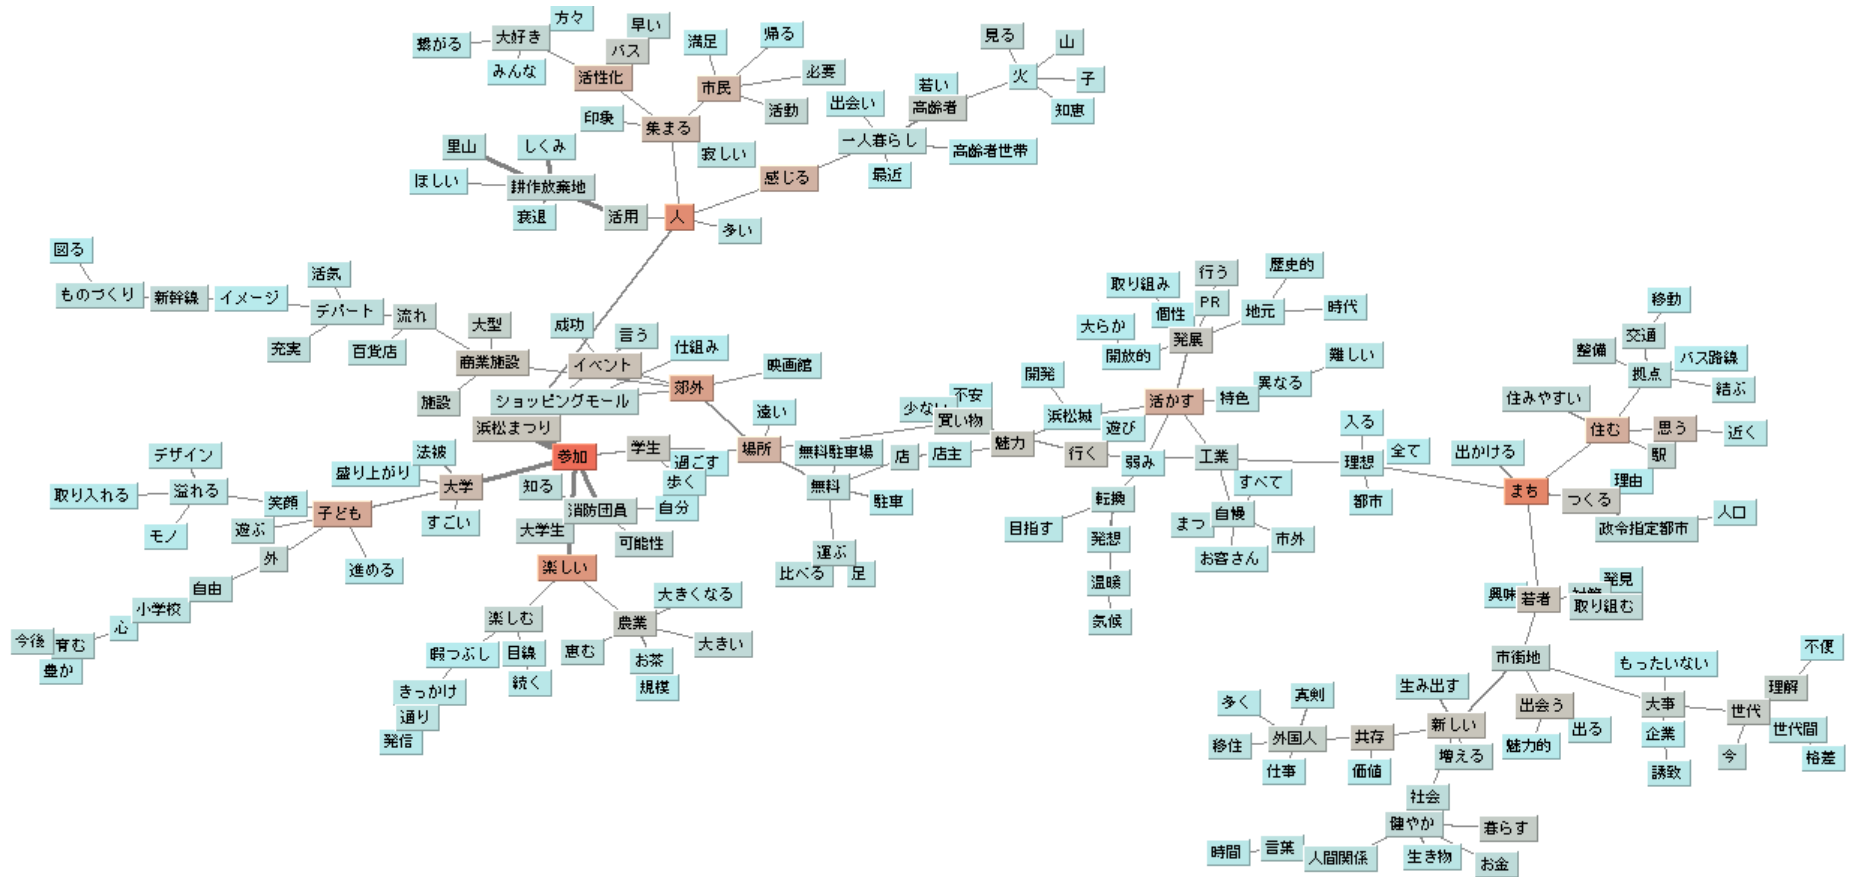 方々
早い
繋がる
大好き
バス
みんな
活性化
満足
帰る
市民
必要
活動
見る
山
火
子
知恵
若い
高齢者
出会い
一人暮らし
高齢者世帯
最近
印象
集まる
寂しい
感じる
里山
しくみ
ほしい
耕作放棄地
衰退
活用
人
多い
図る
ものづくり
新幹線
イメージ
活気
デパート
流れ
充実
百貨店
大型
商業施設
施設
成功
言う
イベント
仕組み
郊外
映画館
ショッピングモール
浜松まつり
参加
学生
過ごす
歩く
場所
遠い
無料駐車場
店
店主
無料
駐車
運ぶ
比べる
足
少ない
不安
買い物
魅力
行く
開発
浜松城
遊び
活かす
弱み
特色
異なる
難しい
取り組み
行う
PR
個性
大らか
開放的
発展
地元
歴史的
時代
工業
転換
目指す
発想
温暖
気候
すべて
自慢
まつ
お客さん
市外
入る
理想
全て
都市
出かける
まち
住みやすい
住む
思う
近く
駅
理由
つくる
政令指定都市
人口
移動
交通
整備
拠点
バス路線
結ぶ
デザイン
取り入れる
溢れる
モノ
笑顔
遊ぶ
子ども
外
自由
小学校
心
今後
育む
豊か
進める
法被
盛り上がり
大学
すごい
知る
消防団員
自分
大学生
可能性
楽しい
楽しむ
暇つぶし
目線
続く
きっかけ
通り
発信
農業
大きくなる
大きい
恵む
お茶
規模
興味
若者
発見
取り組む
市街地
もったいない
大事
企業
誘致
世代
理解
不便
世代間
格差
今
生み出す
新しい
出会う
魅力的
出る
増える
共存
価値
外国人
多く
真剣
移住
仕事
社会
健やか
暮らす
お金
生き物
人間関係
言葉
時間